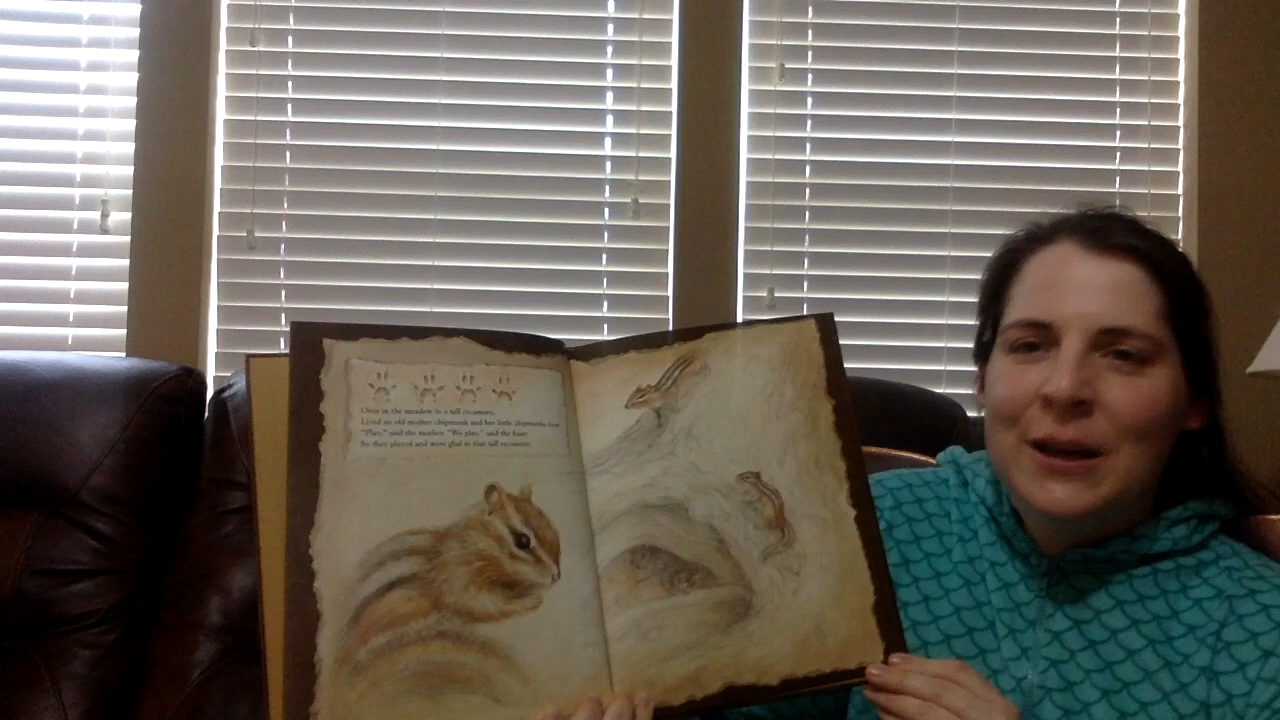 Over in the meadow in a tall sycamore,
Lived an old mother chipmunk and her little chipmunks four.
"Play," said the mother. "We play," said the four;
So they played and were glad in that tall sycamore.